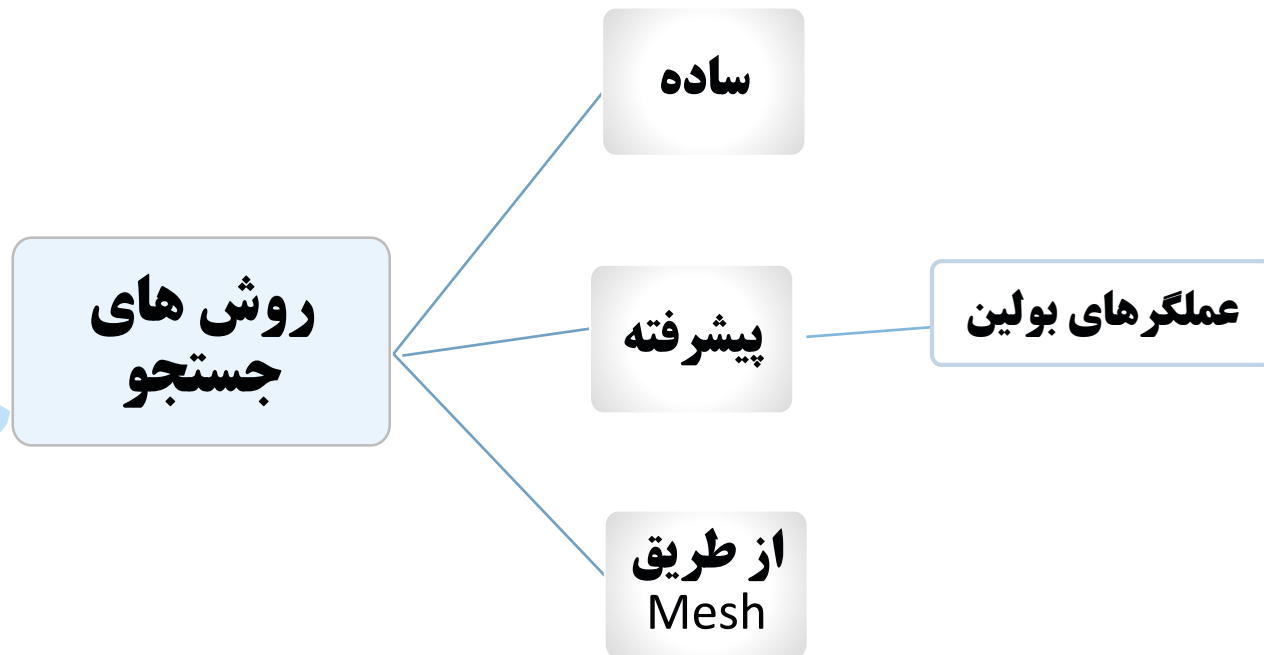 روش های
جستجو
ساده
پیشرفته
عملگرهای بولین
از طریق
Mesh